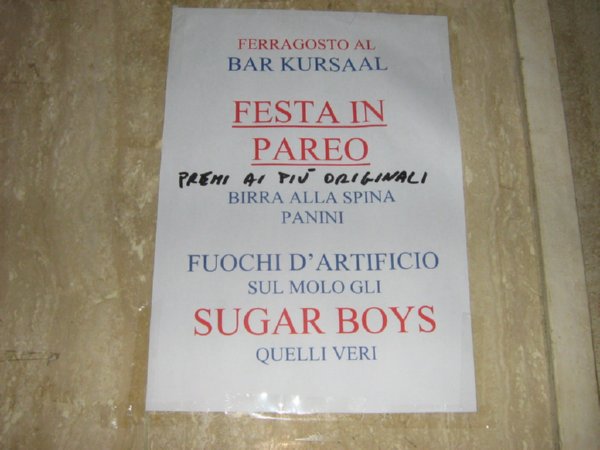 FERRAGOSTO AL
BAR KURSAAL
FESTA IN
PAREO
PREMI AI PIÙ ORIGINALI
BIRRA ALLA SPINA
PANINI
FUOCHI D'ARTIFICIO
SUL MOLO GLI
SUGAR BOYS
QUELLI VERI